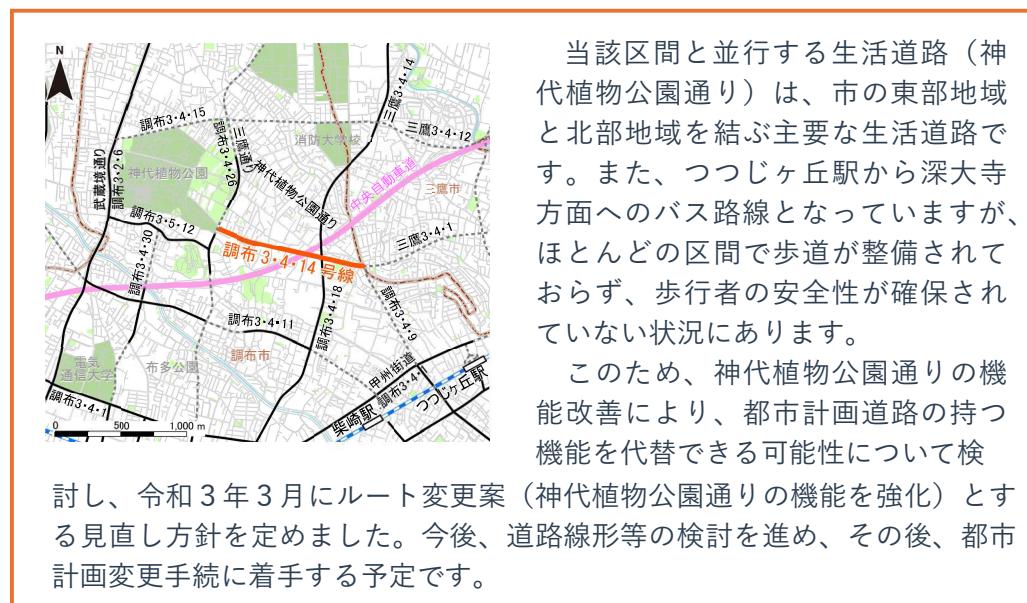 N
調布3・4・15
三鷹3・4・14
三鷹3・4・12
消防大学校
武蔵境通り
調布3・2・6
神代植物公園
三鷹通り
調布3・4・26
神代植物公園通り
中央自動車道
三鷹市
調布3・5・12
調布3・4・30
調布3・4・14号線
三鷹3・4・1
調布3・4・18
調布3・4・9
調布3・4・11
電気
通信大学
布多公園
調布市
甲州街道
調布3・4・1
柴崎駅
つつじヶ丘駅
調布3・4・1
0 500 1,000 m
当該区間と並行する生活道路（神
代植物公園通り）は、市の東部地域
と北部地域を結ぶ主要な生活道路で
す。また、つつじヶ丘駅から深大寺
方面へのバス路線となっていますが、
ほとんどの区間で歩道が整備されて
おらず、歩行者の安全性が確保され
ていない状況にあります。
このため、神代植物公園通りの機
能改善により、都市計画道路の持つ
機能を代替できる可能性について検
討し、令和３年３月にルート変更案（神代植物公園通りの機能を強化）とす
る見直し方針を定めました。今後、道路線形等の検討を進め、その後、都市
計画変更手続に着手する予定です。